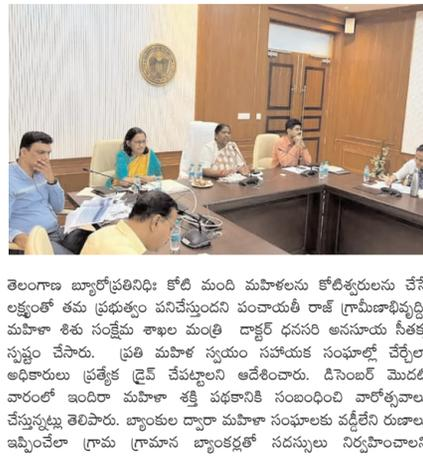 తెలంగాణ బ్యూరోప్రతినిధిః కోటి మంది మహిళలను కోటీశ్వరులను చేసే
లక్ష్యంతో తమ ప్రభుత్వం పనిచేస్తుందని పంచాయతీ రాజ్ గ్రామీణాభివృద్ధి
మహిళా శిశు సంక్షేమ శాఖల మంత్రి డాక్టర్ ధనసరి అనసూయ సీతక్క
స్పష్టం చేసారు. ప్రతి మహిళ స్వయం సహాయక సంఘాల్లో చేర్చేలా
అధికారులు ప్రత్యేక డ్రైవ్ చేపట్టాలని ఆదేశించారు. డిసెంబర్ మొదటి
వారంలో ఇందిరా మహిళా శక్తి పథకానికి సంబంధించి వారోత్సవాలు
చేస్తున్నట్లు తెలిపారు. బ్యాంకుల ద్వారా మహిళా సంఘాలకు వడ్డీలేని రుణాలు
ఇప్పించేలా గ్రామ గ్రామాన బ్యాంకర్లతో సదస్సులు నిర్వహించాలని